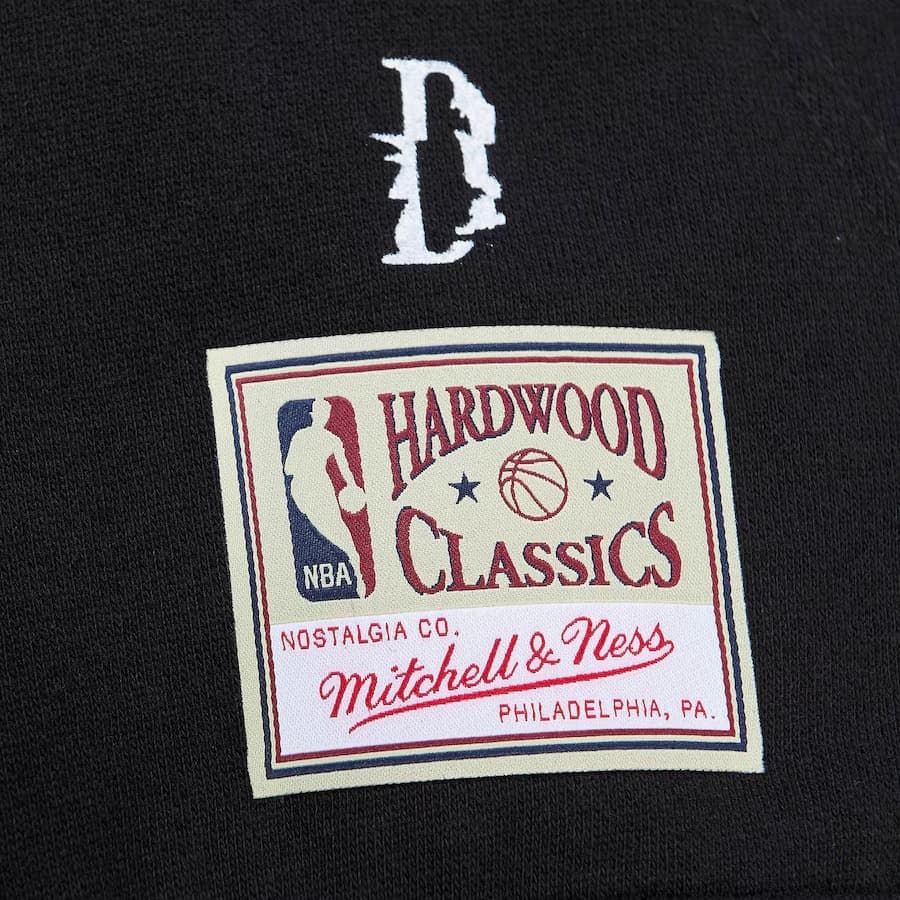 D
HARDWOOD
CLASSICS
NBA
NOSTALGIA CO.
Mitchell & Ness
PHILADELPHIA, PA.